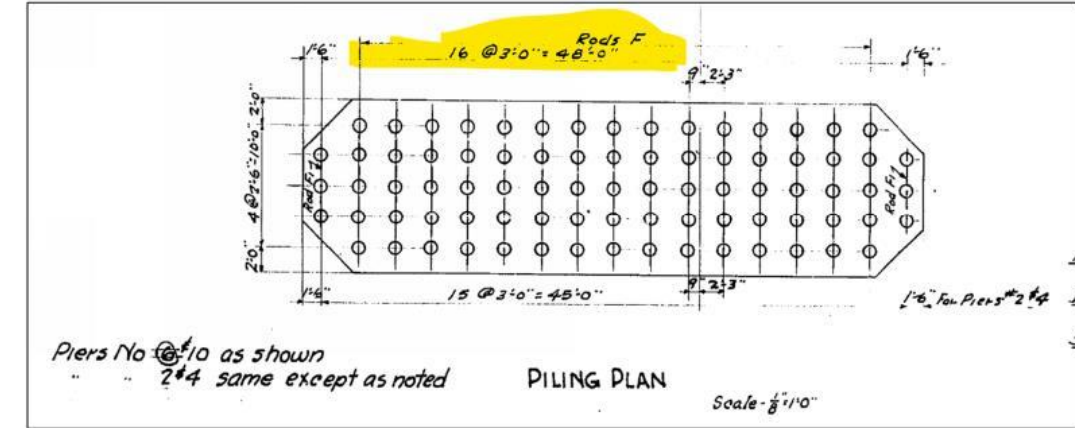 Rods F
1'-6" 16 @ 3'-0" = 48'-0" 1'-6"
9" 2'-3"
2'-0"
4 @ 2'-6" = 10'-0"
2'-0"
Rod F17
Rod F17
1'-6" 15 @ 3'-0" = 45'-0" 9" 2'-3"
1'-6" For Piers #2 & 4
Piers No 6 & 10 as shown
" " 2 & 4 same except as noted
PILING PLAN
Scale - 1/8" = 1'-0"